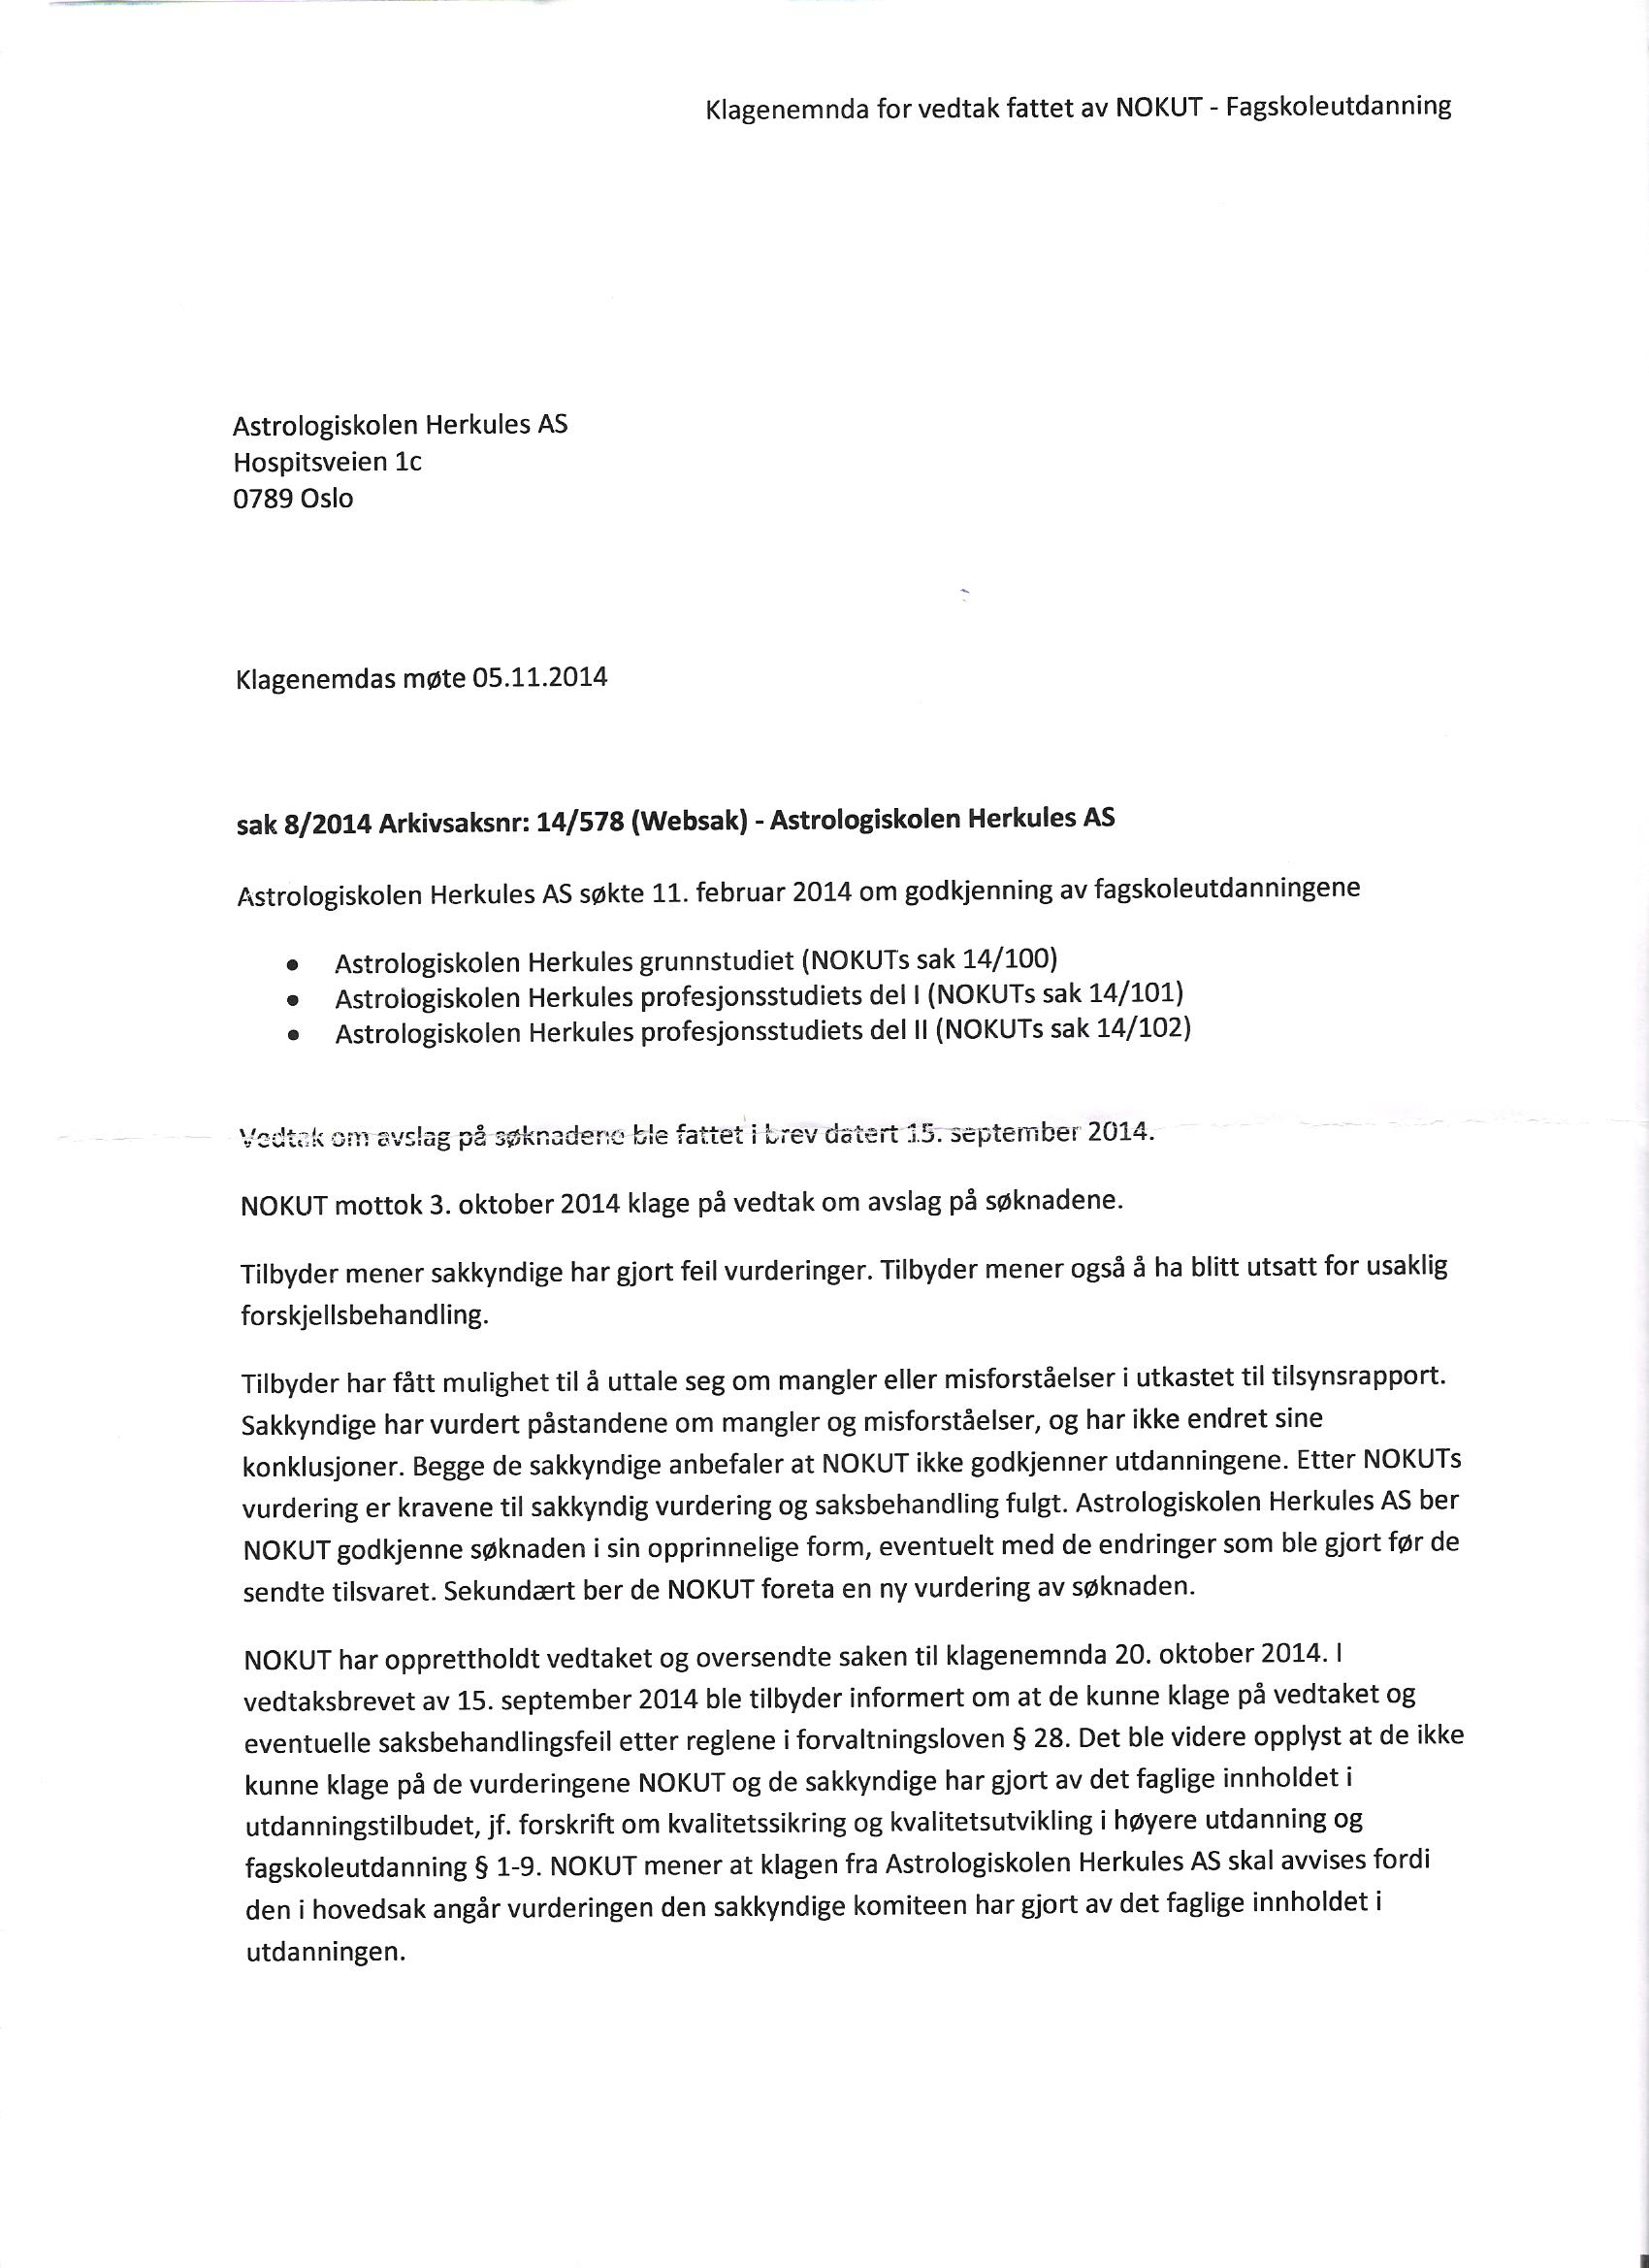 Klagenemnda for vedtak fattet av NOKUT - Fagskoleutdanning
Astrologiskolen Herkules AS
Hospitsveien 1c
0789 Oslo
Klagenemdas møte 05.11.2014
sak 8/2014 Arkivsaksnr: 14/578 (Websak) - Astrologiskolen Herkules AS
Astrologiskolen Herkules AS søkte 11. februar 2014 om godkjenning av fagskoleutdanningene
• Astrologiskolen Herkules grunnstudiet (NOKUTs sak 14/100)
• Astrologiskolen Herkules profesjonsstudiets del I (NOKUTs sak 14/101)
• Astrologiskolen Herkules profesjonsstudiets del II (NOKUTs sak 14/102)
Vedtak om avslag på søknadene ble fattet i brev datert 15. september 2014.
NOKUT mottok 3. oktober 2014 klage på vedtak om avslag på søknadene.
Tilbyder mener sakkyndige har gjort feil vurderinger. Tilbyder mener også å ha blitt utsatt for usaklig
forskjellsbehandling.
Tilbyder har fått mulighet til å uttale seg om mangler eller misforståelser i utkastet til tilsynsrapport.
Sakkyndige har vurdert påstandene om mangler og misforståelser, og har ikke endret sine
konklusjoner. Begge de sakkyndige anbefaler at NOKUT ikke godkjenner utdanningene. Etter NOKUTs
vurdering er kravene til sakkyndig vurdering og saksbehandling fulgt. Astrologiskolen Herkules AS ber
NOKUT godkjenne søknaden i sin opprinnelige form, eventuelt med de endringer som ble gjort før de
sendte tilsvaret. Sekundært ber de NOKUT foreta en ny vurdering av søknaden.
NOKUT har opprettholdt vedtaket og oversendte saken til klagenemnda 20. oktober 2014. I
vedtaksbrevet av 15. september 2014 ble tilbyder informert om at de kunne klage på vedtaket og
eventuelle saksbehandlingsfeil etter reglene i forvaltningsloven § 28. Det ble videre opplyst at de ikke
kunne klage på de vurderingene NOKUT og de sakkyndige har gjort av det faglige innholdet i
utdanningstilbudet, jf. forskrift om kvalitetssikring og kvalitetsutvikling i høyere utdanning og
fagskoleutdanning § 1-9. NOKUT mener at klagen fra Astrologiskolen Herkules AS skal avvises fordi
den i hovedsak angår vurderingen den sakkyndige komiteen har gjort av det faglige innholdet i
utdanningen.